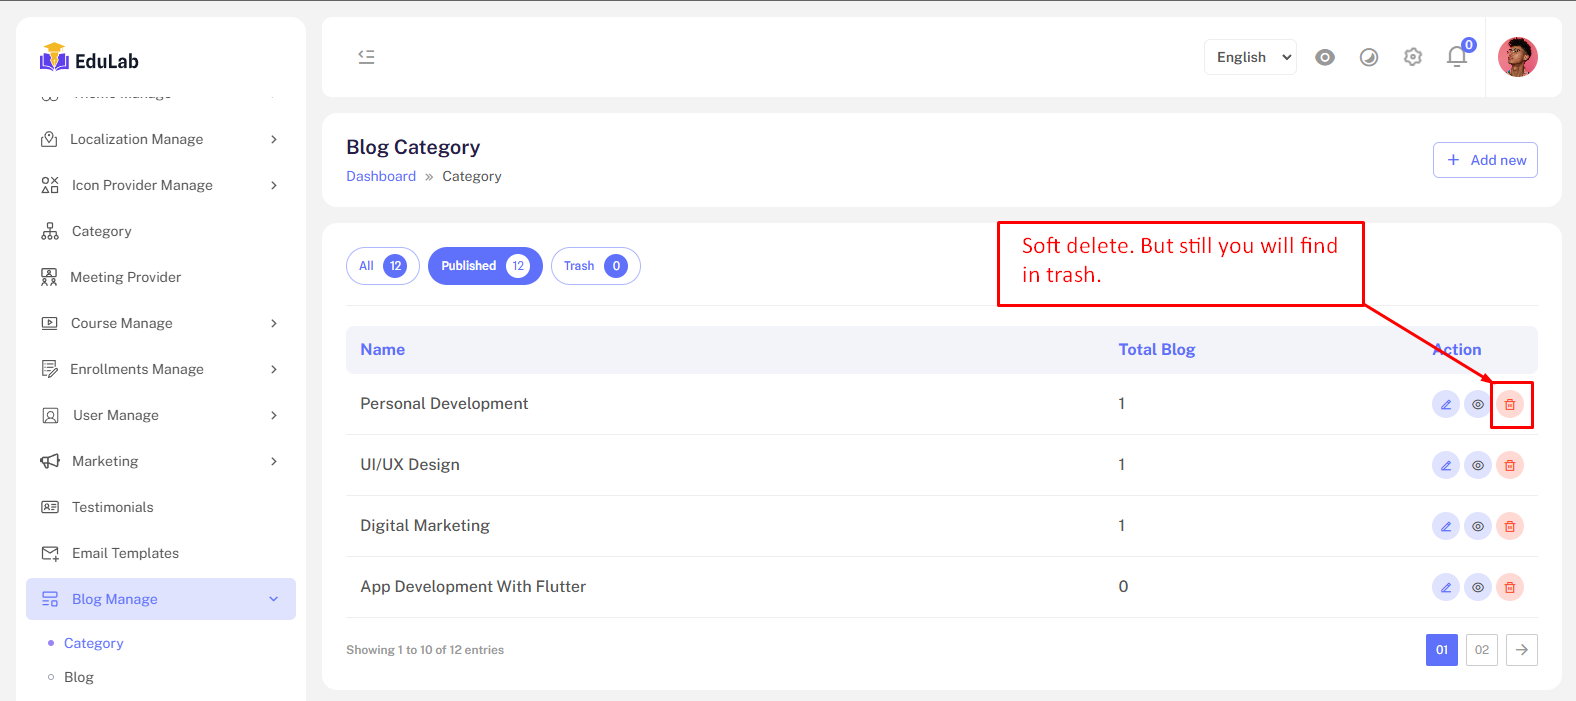 EduLab
English
0
Theme Manage
Localization Manage
Icon Provider Manage
Category
Meeting Provider
Course Manage
Enrollments Manage
User Manage
Marketing
Testimonials
Email Templates
Blog Manage
Category
Blog
Blog Category
Dashboard » Category
+ Add new
All 12 Published 12 Trash 0
Soft delete. But still you will find
in trash.
Name Total Blog Action
Personal Development 1
UI/UX Design 1
Digital Marketing 1
App Development With Flutter 0
Showing 1 to 10 of 12 entries
01 02